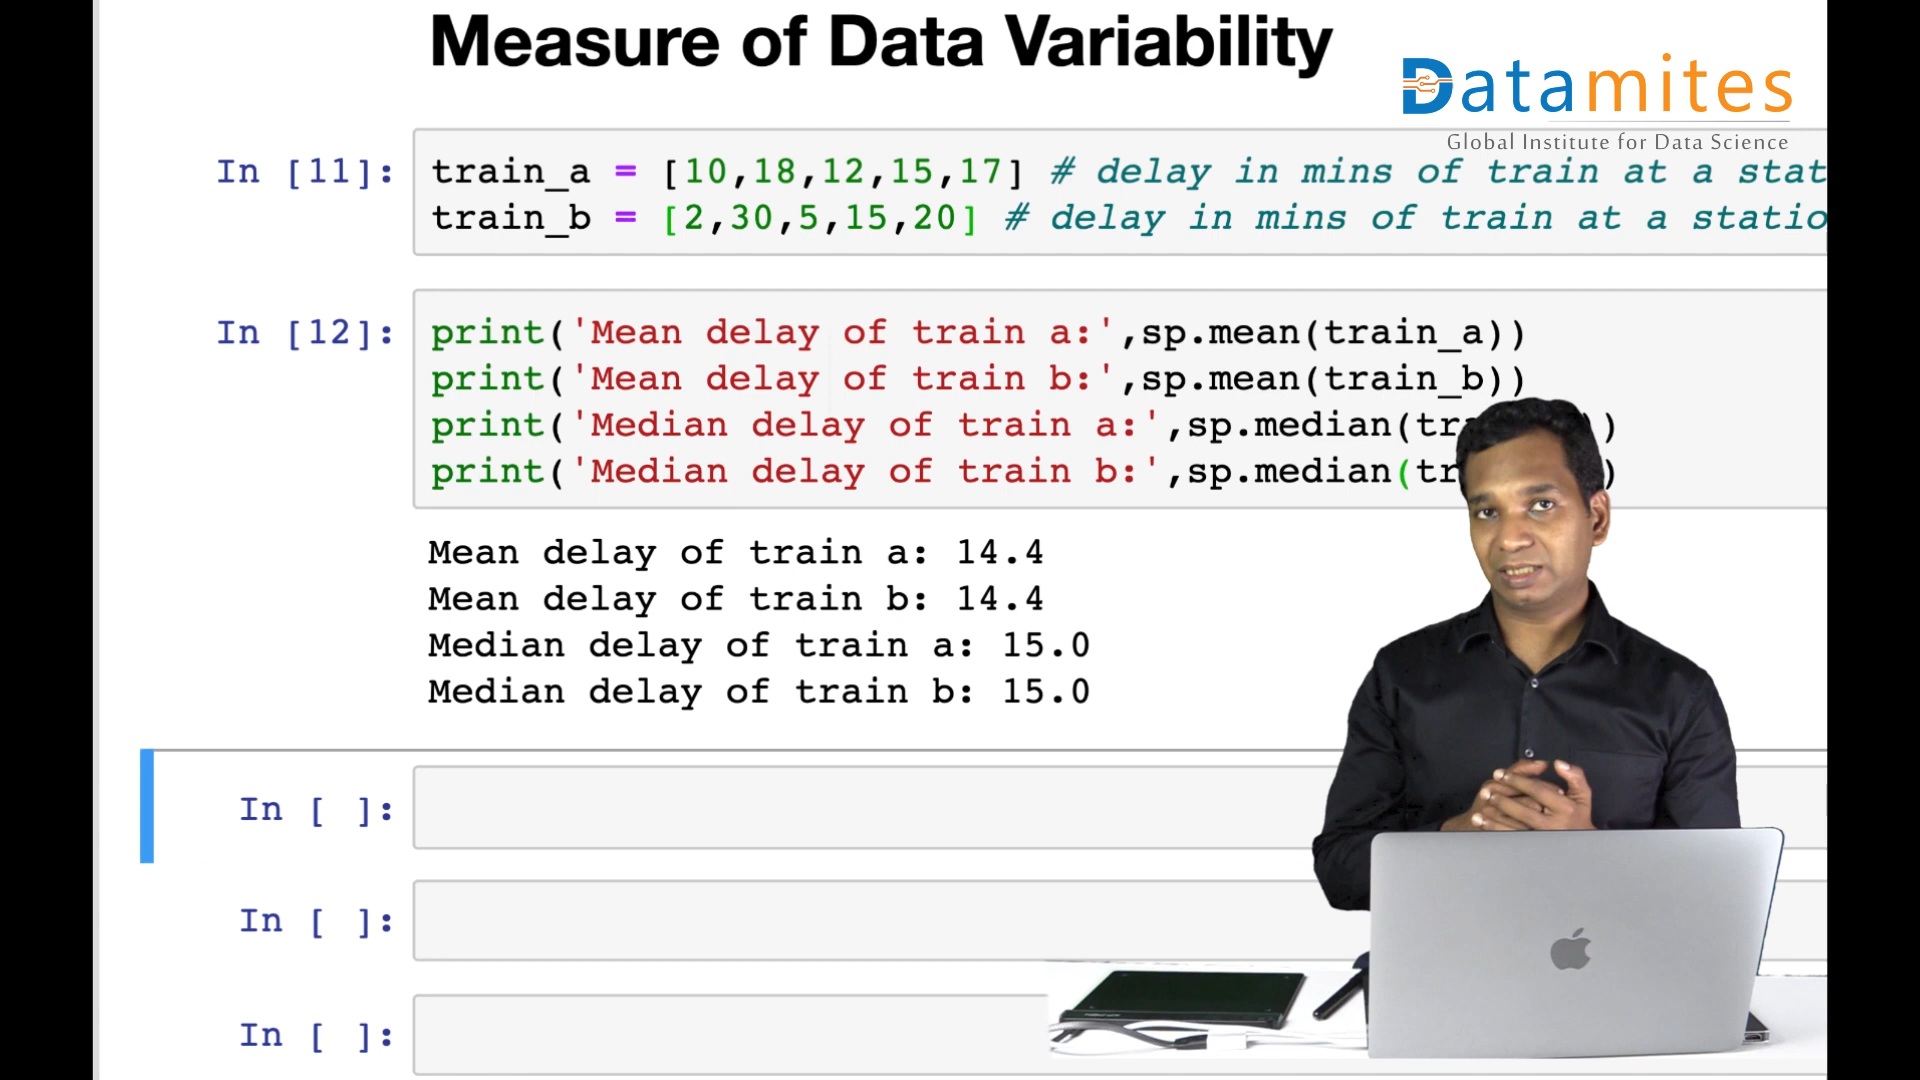 Measure of Data Variability
Datamites
Global Institute for Data Science
In [11]: train_a = [10,18,12,15,17] # delay in mins of train at a stat
train_b = [2,30,5,15,20] # delay in mins of train at a statio
In [12]: print('Mean delay of train a:',sp.mean(train_a))
print('Mean delay of train b:',sp.mean(train_b))
print('Median delay of train a:',sp.median(tr ))
print('Median delay of train b:',sp.median(tr )
Mean delay of train a: 14.4
Mean delay of train b: 14.4
Median delay of train a: 15.0
Median delay of train b: 15.0
In [ ]:
In [ ]:
In [ ]: